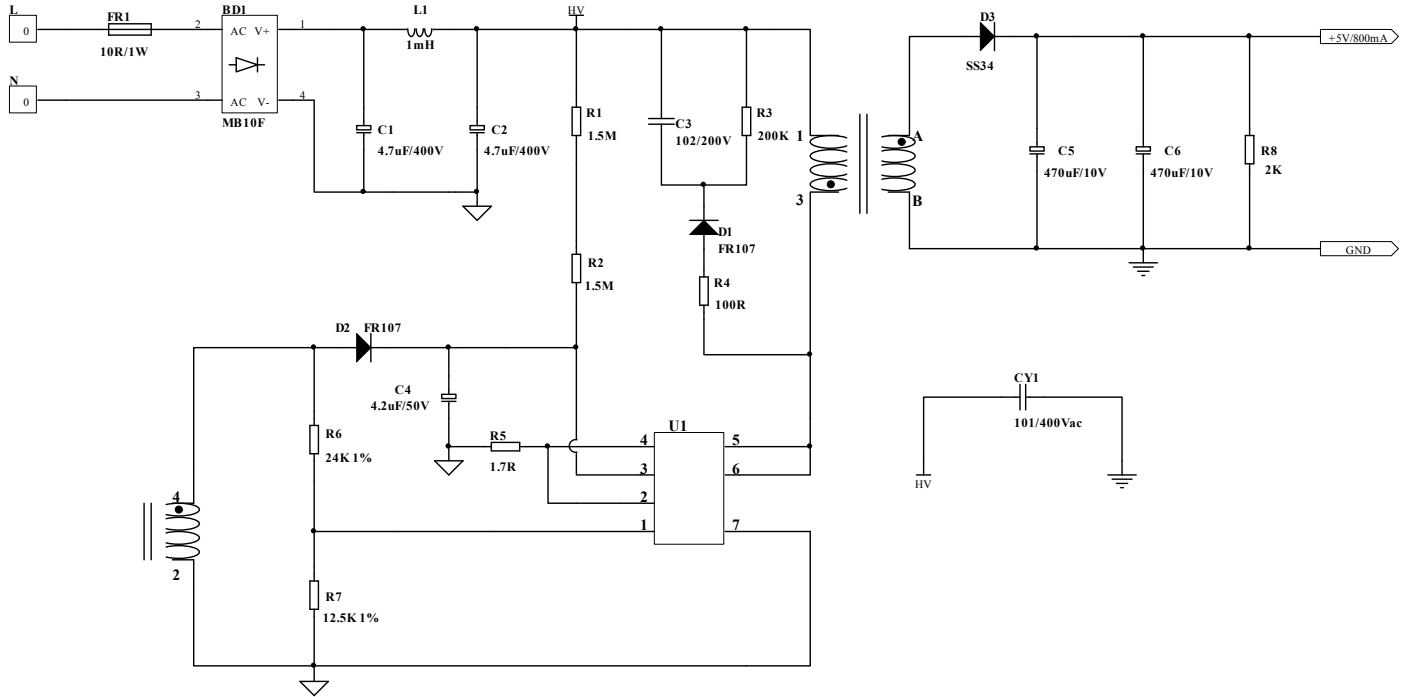 L
0
FR1
10R/1W
N
0
BD1
2 AC V+ 1
3 AC V- 4
MB10F
L1
1mH
HV
C1
4.7uF/400V
C2
4.7uF/400V
R1
1.5M
C3
102/200V
R3
200K
1
3
A
B
D3
SS34
C5
470uF/10V
C6
470uF/10V
R8
2K
+5V/800mA
GND
D1
FR107
R2
1.5M
R4
100R
D2 FR107
C4
4.2uF/50V
R5
1.7R
U1
4 5
3 6
2
1 7
R6
24K 1%
4
2
R7
12.5K 1%
CY1
101/400Vac
HV